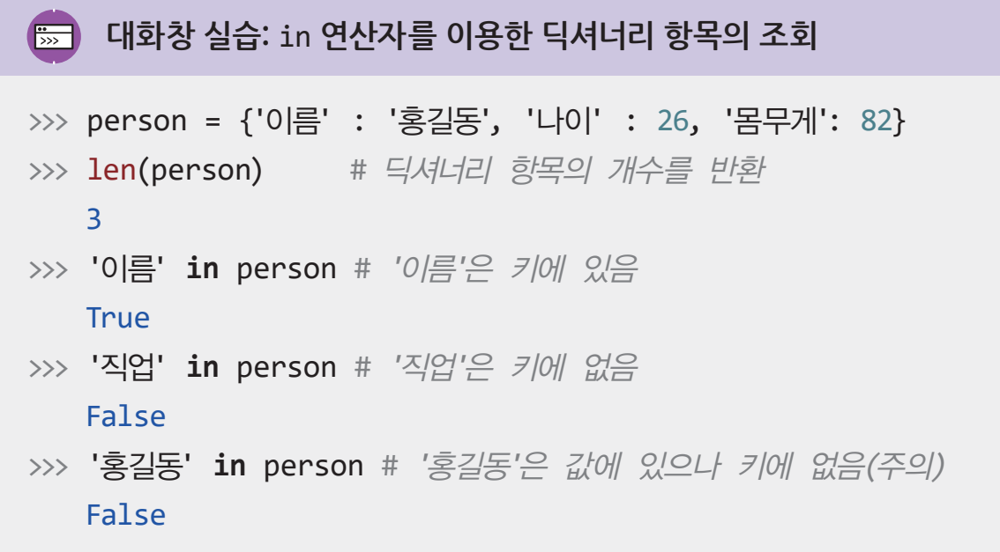 >>>
대화창 실습: in 연산자를 이용한 딕셔너리 항목의 조회
>>> person = {'이름' : '홍길동', '나이' : 26, '몸무게': 82}
>>> len(person) # 딕셔너리 항목의 개수를 반환
3
>>> '이름' in person # '이름'은 키에 있음
True
>>> '직업' in person # '직업'은 키에 없음
False
>>> '홍길동' in person # '홍길동'은 값에 있으나 키에 없음(주의)
False